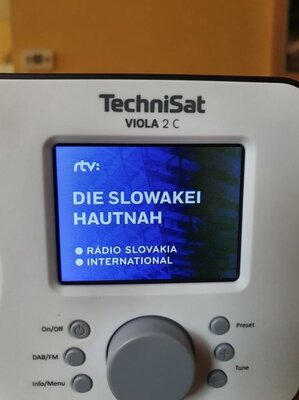 TechniSat
VIOLA 2 C
rtv:
DIE SLOWAKEI
HAUTNAH
RÁDIO SLOVAKIA
INTERNATIONAL
On/Off
Preset
DAB/FM
Tune
Info/Menu